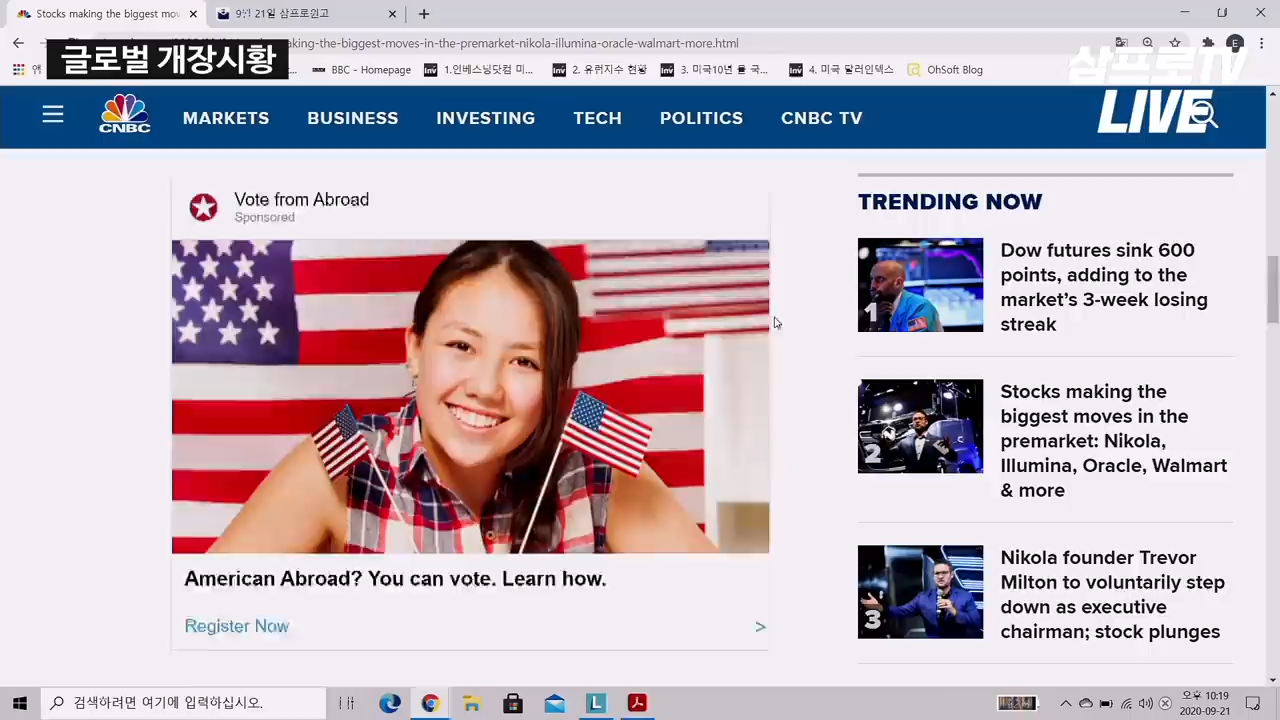 Stocks making the biggest mov
9월 21일 삼프로원고
aking-the-biggest-moves-in-the-premarket-nikola-illumina-oracle-walmart-more.html
글로벌 개장시황
삼프로TV
LIVE
BBC - Homepage
1.인베스닝닷컴 미...
2. 유럽지수 현황
3. 미국10년 물 국...
4. 미국 달러인덱스
OhSoft Blog
CNBC
MARKETS
BUSINESS
INVESTING
TECH
POLITICS
CNBC TV
Vote from Abroad
Sponsored
American Abroad? You can vote. Learn how.
Register Now
>
TRENDING NOW
1
Dow futures sink 600
points, adding to the
market's 3-week losing
streak
2
Stocks making the
biggest moves in the
premarket: Nikola,
Illumina, Oracle, Walmart
& more
3
Nikola founder Trevor
Milton to voluntarily step
down as executive
chairman; stock plunges
검색하려면 여기에 입력하십시오.
오후 10:19
2020-09-21